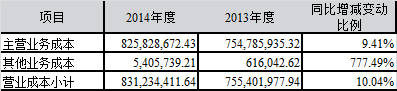 项目 2014年度 2013年度 同比增减变动比例
主营业务成本 825,828,672.43 754,785,935.32 9.41%
其他业务成本 5,405,739.21 616,042.62 777.49%
营业成本小计 831,234,411.64 755,401,977.94 10.04%